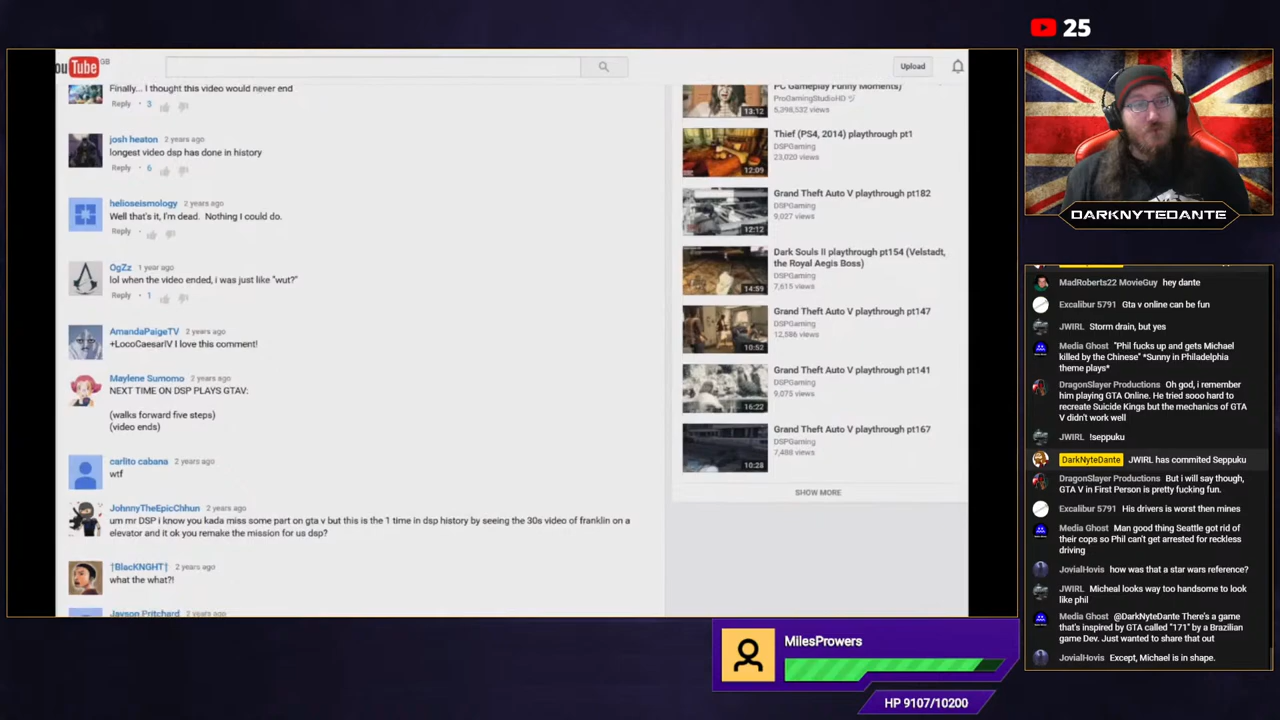 25
You Tube GB
Upload
Finally... I thought this video would never end
Reply · 3
josh heaton 2 years ago
longest video dsp has done in history
Reply · 6
helioseismology 2 years ago
Well that's it, I'm dead. Nothing I could do.
Reply ·
OgZz 1 year ago
lol when the video ended, i was just like "wut?"
Reply · 1
AmandaPaigeTV 2 years ago
+LocoCaesarIV I love this comment!
Maylene Sumomo 2 years ago
NEXT TIME ON DSP PLAYS GTAV:
(walks forward five steps)
(video ends)
carlito cabana 2 years ago
wtf
JohnnyTheEpicChhun 2 years ago
um mr DSP i know you kada miss some part on gta v but this is the 1 time in dsp history by seeing the 30s video of franklin on a
elevator and it ok you remake the mission for us dsp?
†BlacKNGHT† 2 years ago
what the what?!
Jayson Pritchard 2 years ago
PC Gameplay Funny Moments)
ProGamingStudioHD
5,398,532 views
13:12
Thief (PS4, 2014) playthrough pt1
DSPGaming
23,020 views
12:09
Grand Theft Auto V playthrough pt182
DSPGaming
9,027 views
12:12
Dark Souls II playthrough pt154 (Velstadt,
the Royal Aegis Boss)
DSPGaming
7,615 views
14:59
Grand Theft Auto V playthrough pt147
DSPGaming
12,586 views
10:52
Grand Theft Auto V playthrough pt141
DSPGaming
9,075 views
16:22
Grand Theft Auto V playthrough pt167
DSPGaming
7,488 views
10:28
SHOW MORE
DARKNYTEDANTE
MadRoberts22 MovieGuy hey dante
Excalibur 5791 Gta v online can be fun
JWIRL Storm drain, but yes
Media Ghost "Phil fucks up and gets Michael
killed by the Chinese" *Sunny in Philadelphia
theme plays*
DragonSlayer Productions Oh god, i remember
him playing GTA Online. He tried sooo hard to
recreate Suicide Kings but the mechanics of GTA
V didn't work well
JWIRL !seppuku
DarkNyteDante JWIRL has commited Seppuku
DragonSlayer Productions But i will say though,
GTA V in First Person is pretty fucking fun.
Excalibur 5791 His drivers is worst then mines
Media Ghost Man good thing Seattle got rid of
their cops so Phil can't get arrested for reckless
driving
JovialHovis how was that a star wars reference?
JWIRL Micheal looks way too handsome to look
like phil
Media Ghost @DarkNyteDante There's a game
that's inspired by GTA called "171" by a Brazilian
game Dev. Just wanted to share that out
JovialHovis Except, Michael is in shape.
MilesProwers
HP 9107/10200